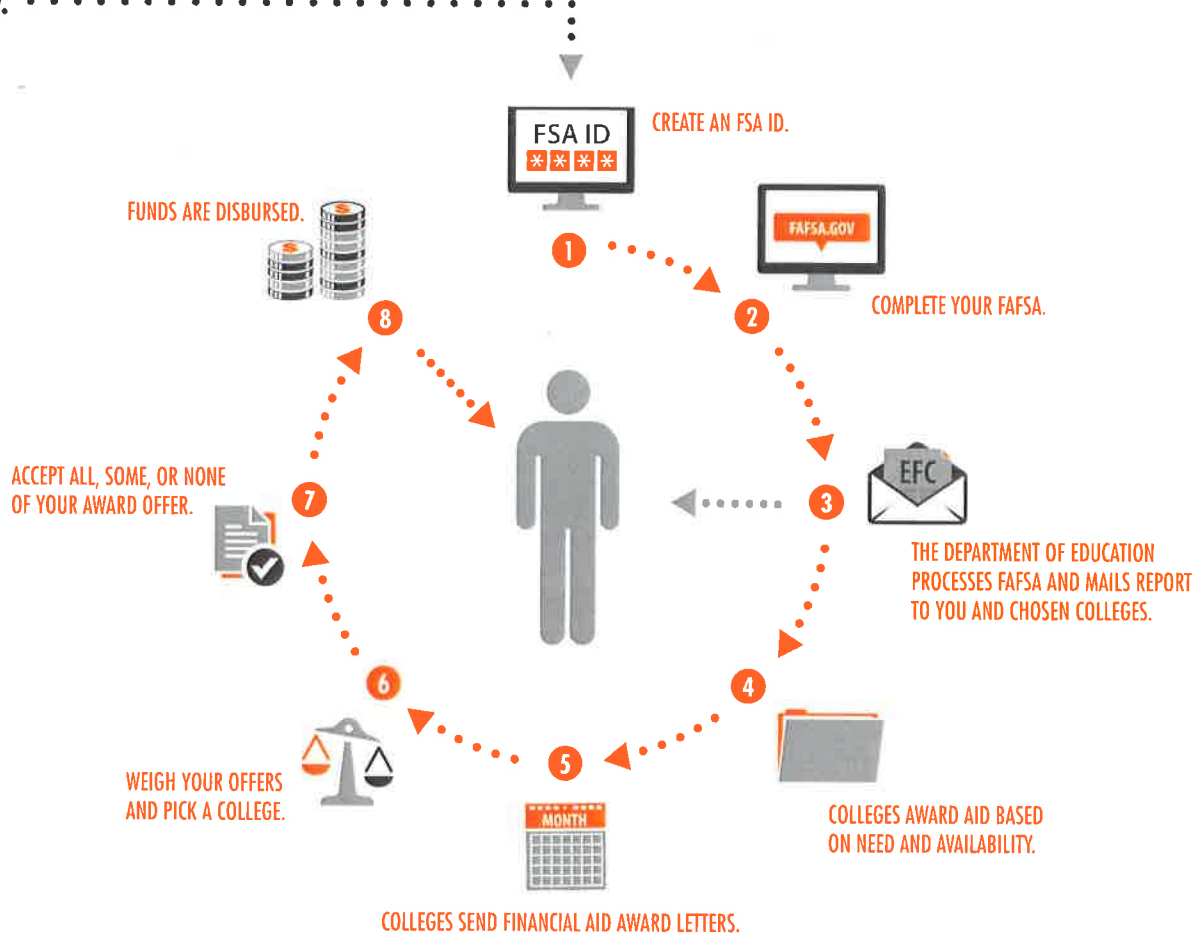 FSA ID
****
CREATE AN FSA ID.
1
FAFSA.GOV
2
COMPLETE YOUR FAFSA.
EFC
3
THE DEPARTMENT OF EDUCATION
PROCESSES FAFSA AND MAILS REPORT
TO YOU AND CHOSEN COLLEGES.
4
COLLEGES AWARD AID BASED
ON NEED AND AVAILABILITY.
5
MONTH
COLLEGES SEND FINANCIAL AID AWARD LETTERS.
6
WEIGH YOUR OFFERS
AND PICK A COLLEGE.
7
ACCEPT ALL, SOME, OR NONE
OF YOUR AWARD OFFER.
8
FUNDS ARE DISBURSED.
$
$